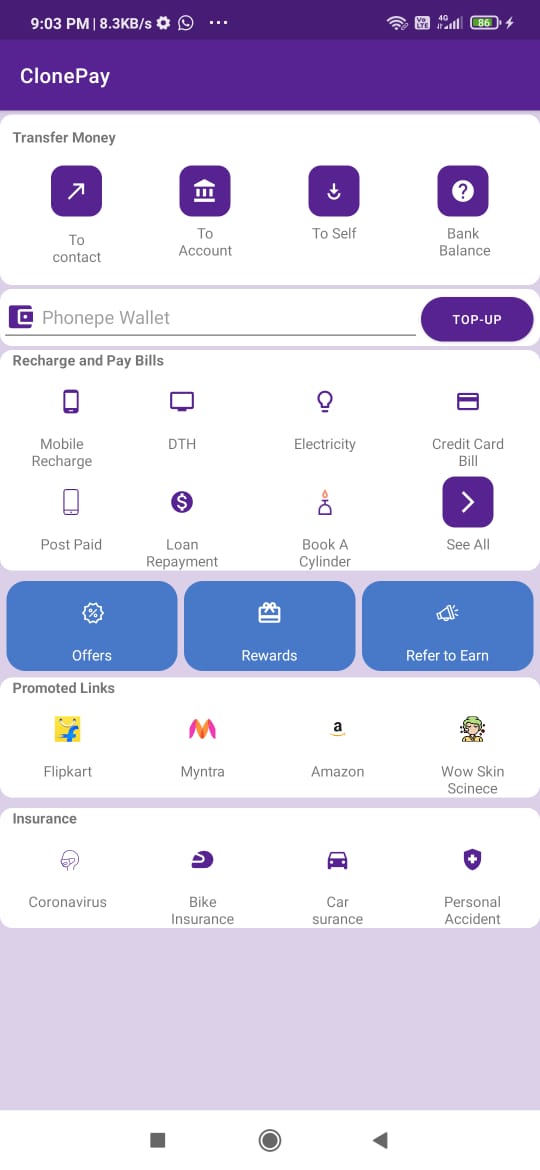 9:03 PM | 8.3KB/s ... Vo LTE 4G 86
ClonePay
Transfer Money
To contact
To Account
To Self
Bank Balance
Phonepe Wallet
TOP-UP
Recharge and Pay Bills
Mobile Recharge
DTH
Electricity
Credit Card Bill
Post Paid
Loan Repayment
Book A Cylinder
See All
Offers
Rewards
Refer to Earn
Promoted Links
Flipkart
Myntra
a
Amazon
Wow Skin Scinece
Insurance
Coronavirus
Bike Insurance
Car surance
Personal Accident